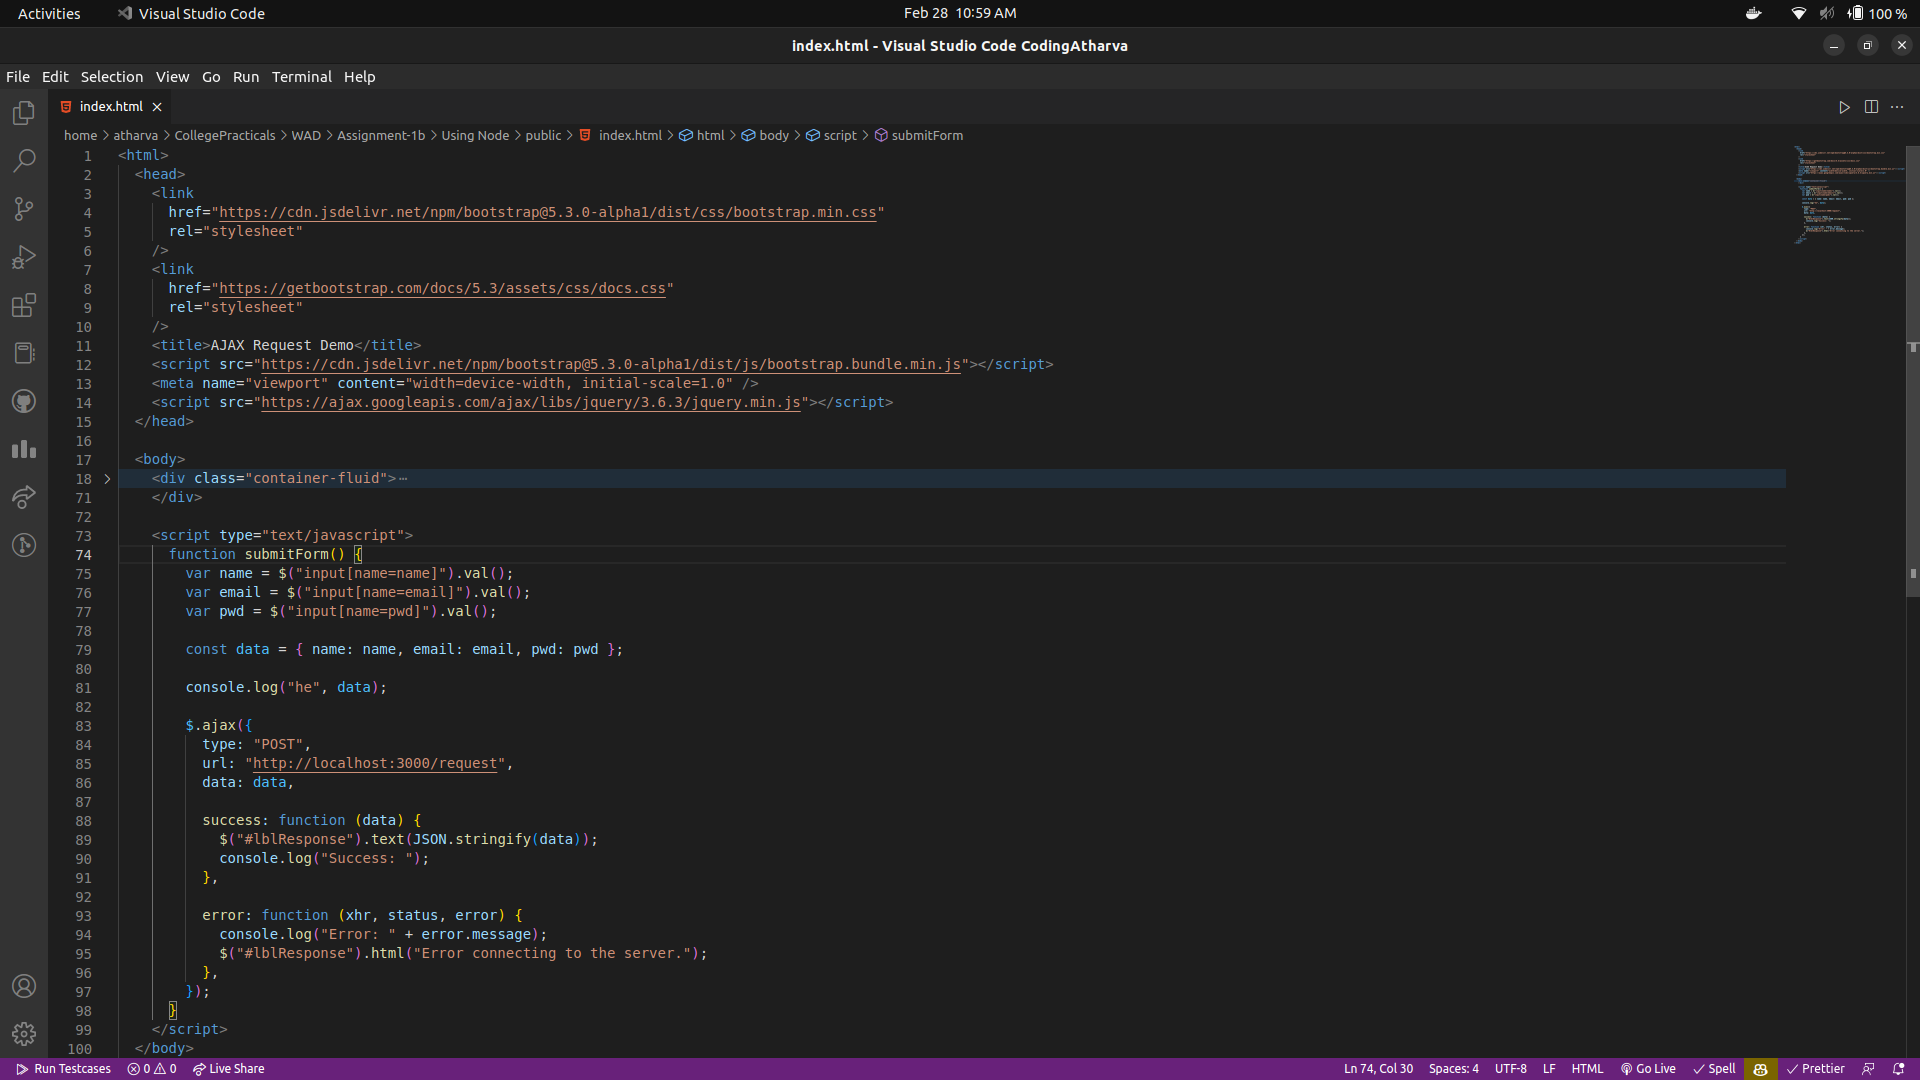 Activities Visual Studio Code Feb 28 10:59 AM 100 %
index.html - Visual Studio Code CodingAtharva
File Edit Selection View Go Run Terminal Help
index.html
home > atharva > CollegePracticals > WAD > Assignment-1b > Using Node > public > index.html > html > body > script > submitForm
1 <html>
2 <head>
3 <link
4 href="https://cdn.jsdelivr.net/npm/bootstrap@5.3.0-alpha1/dist/css/bootstrap.min.css"
5 rel="stylesheet"
6 />
7 <link
8 href="https://getbootstrap.com/docs/5.3/assets/css/docs.css"
9 rel="stylesheet"
10 />
11 <title>AJAX Request Demo</title>
12 <script src="https://cdn.jsdelivr.net/npm/bootstrap@5.3.0-alpha1/dist/js/bootstrap.bundle.min.js"></script>
13 <meta name="viewport" content="width=device-width, initial-scale=1.0" />
14 <script src="https://ajax.googleapis.com/ajax/libs/jquery/3.6.3/jquery.min.js"></script>
15 </head>
16
17 <body>
18 <div class="container-fluid">⋯
71 </div>
72
73 <script type="text/javascript">
74 function submitForm() {
75 var name = $("input[name=name]").val();
76 var email = $("input[name=email]").val();
77 var pwd = $("input[name=pwd]").val();
78
79 const data = { name: name, email: email, pwd: pwd };
80
81 console.log("he", data);
82
83 $.ajax({
84 type: "POST",
85 url: "http://localhost:3000/request",
86 data: data,
87
88 success: function (data) {
89 $("#lblResponse").text(JSON.stringify(data));
90 console.log("Success: ");
91 },
92
93 error: function (xhr, status, error) {
94 console.log("Error: " + error.message);
95 $("#lblResponse").html("Error connecting to the server.");
96 },
97 });
98 }
99 </script>
100 </body>
Run Testcases 0 0 Live Share Ln 74, Col 30 Spaces: 4 UTF-8 LF HTML Go Live Spell Prettier